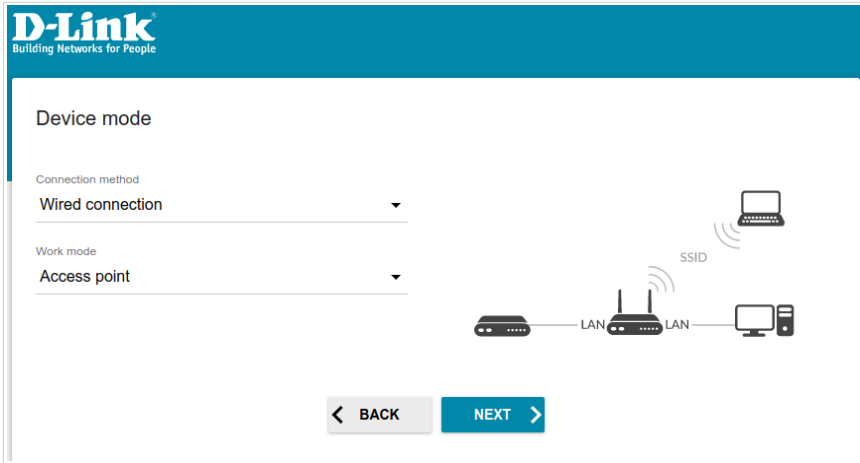 D-Link
Building Networks for People
Device mode
Connection method
Wired connection
Work mode
Access point
SSID
LAN
LAN
BACK
NEXT